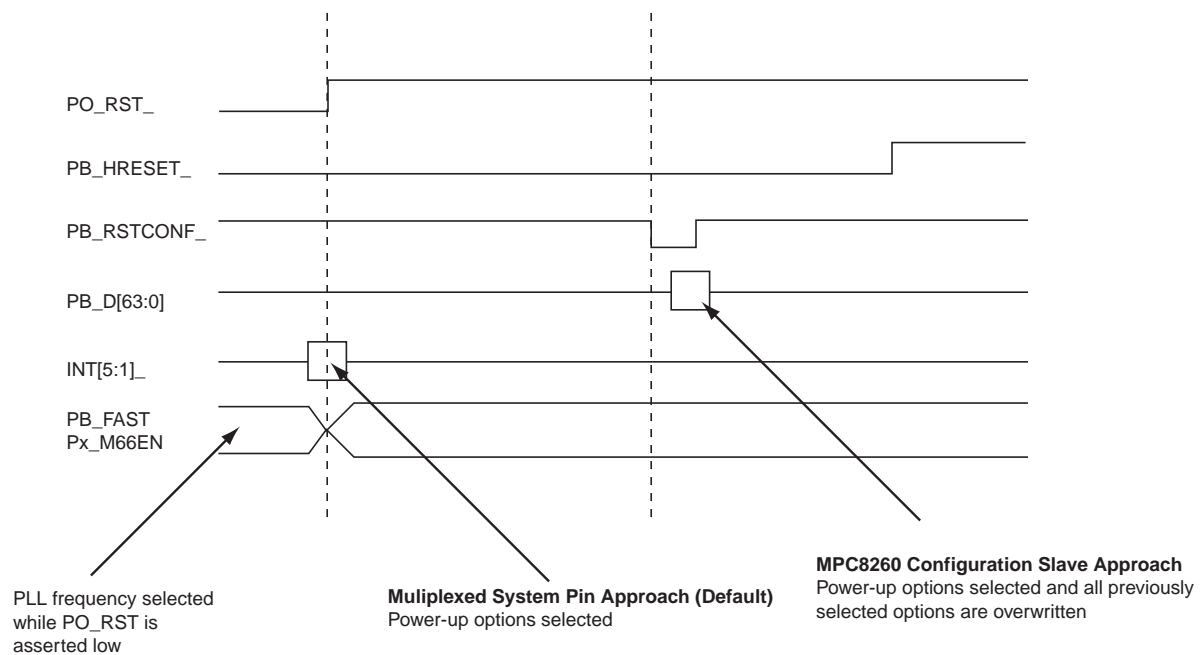 PO_RST_
PB_HRESET_
PB_RSTCONF_
PB_D[63:0]
INT[5:1]_
PB_FAST
Px_M66EN
PLL frequency selected
while PO_RST is
asserted low
Muliplexed System Pin Approach (Default)
Power-up options selected
MPC8260 Configuration Slave Approach
Power-up options selected and all previously
selected options are overwritten